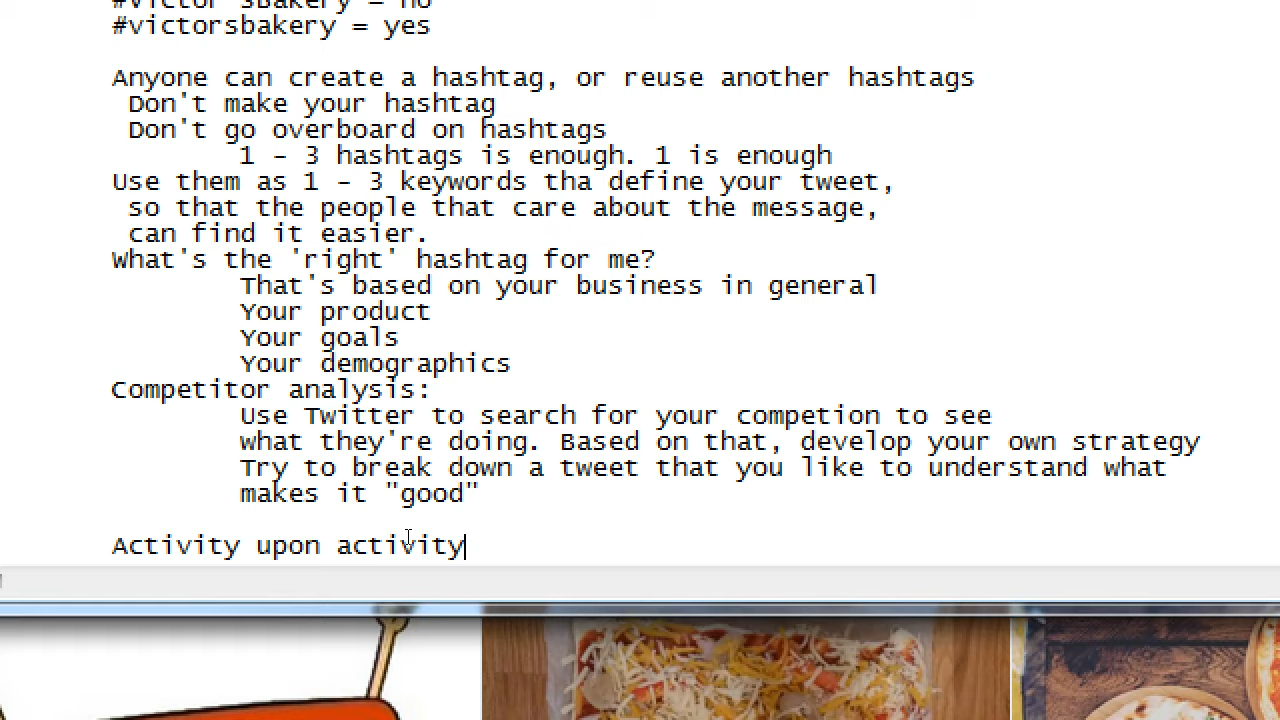 #victor'sbakery = no
#victorsbakery = yes
Anyone can create a hashtag, or reuse another hashtags
Don't make your hashtag
Don't go overboard on hashtags
1 - 3 hashtags is enough. 1 is enough
Use them as 1 - 3 keywords tha define your tweet,
so that the people that care about the message,
can find it easier.
What's the 'right' hashtag for me?
That's based on your business in general
Your product
Your goals
Your demographics
Competitor analysis:
Use Twitter to search for your competion to see
what they're doing. Based on that, develop your own strategy
Try to break down a tweet that you like to understand what
makes it "good"
Activity upon activity